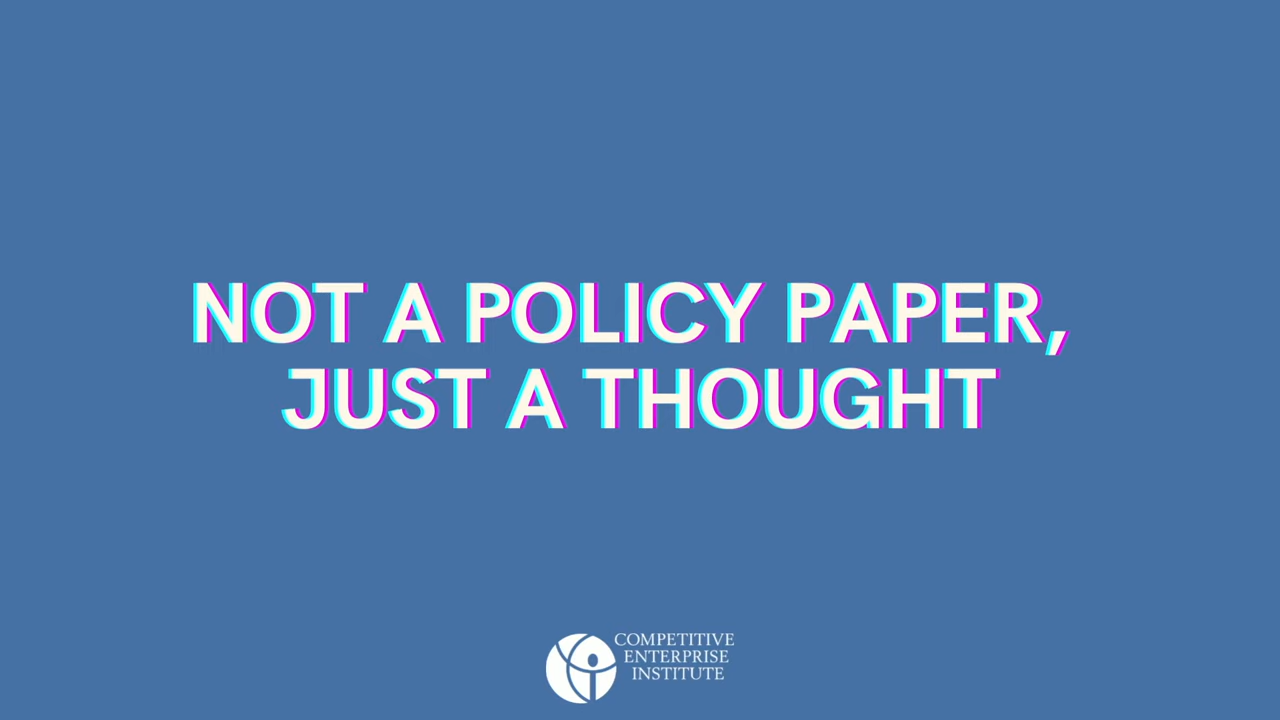 NOT A POLICY PAPER,
JUST A THOUGHT
COMPETITIVE
ENTERPRISE
INSTITUTE